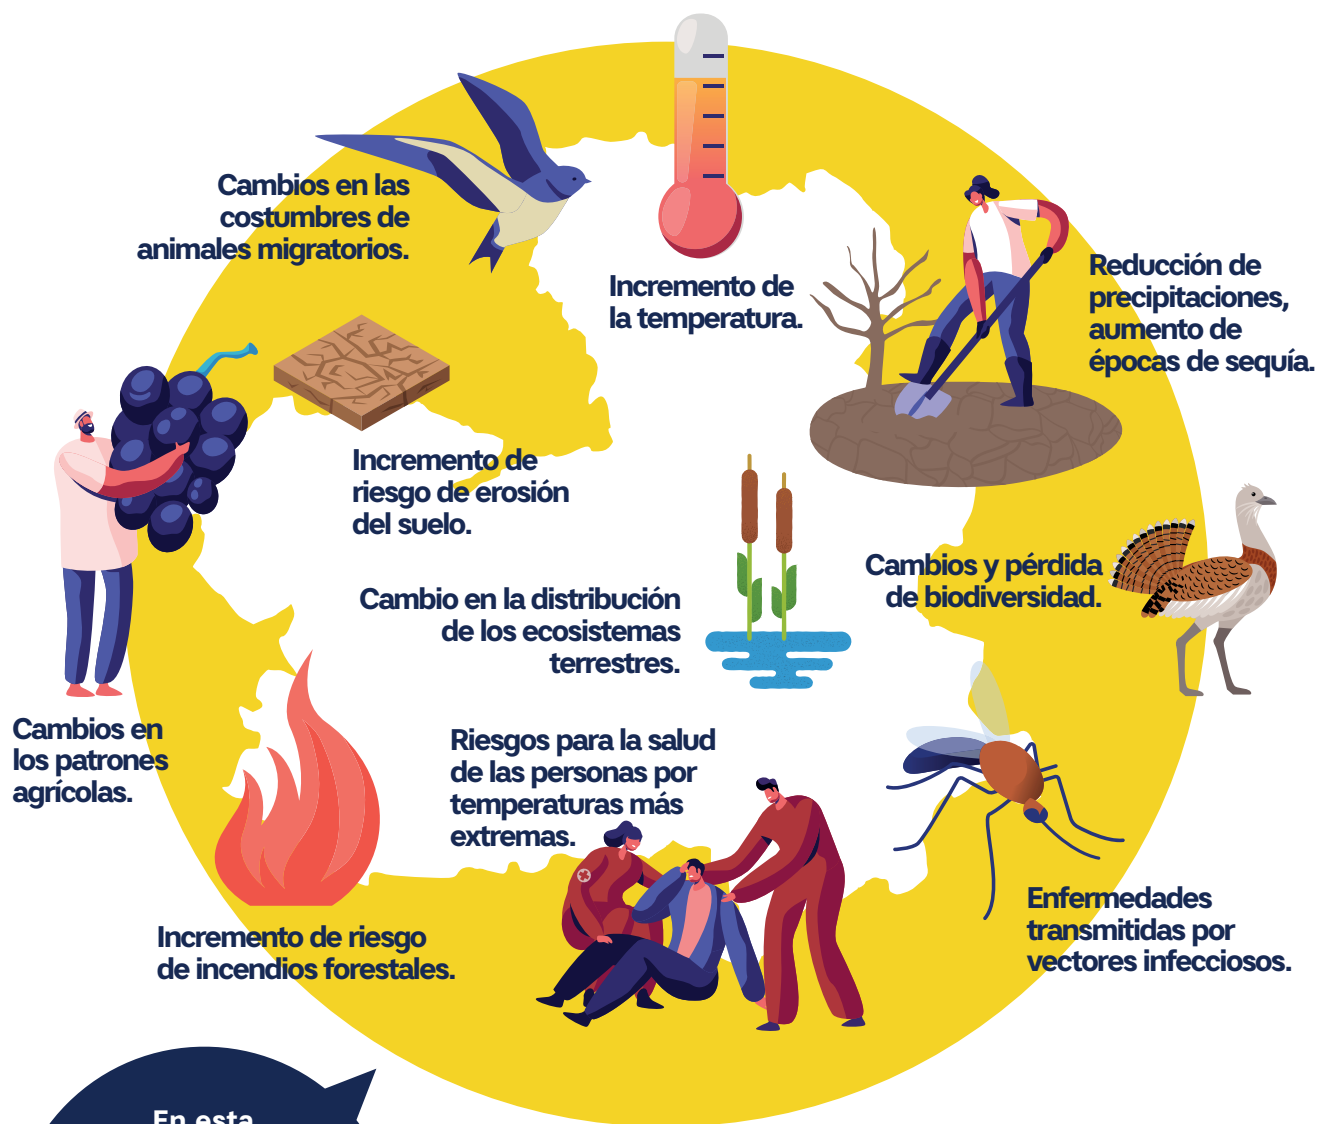 Cambios en las
costumbres de
animales migratorios.
Incremento de
la temperatura.
Reducción de
precipitaciones,
aumento de
épocas de sequía.
Incremento de
riesgo de erosión
del suelo.
Cambios y pérdida
de biodiversidad.
Cambio en la distribución
de los ecosistemas
terrestres.
Cambios en
los patrones
agrícolas.
Riesgos para la salud
de las personas por
temperaturas más
extremas.
Enfermedades
transmitidas por
vectores infecciosos.
Incremento de riesgo
de incendios forestales.
En esta